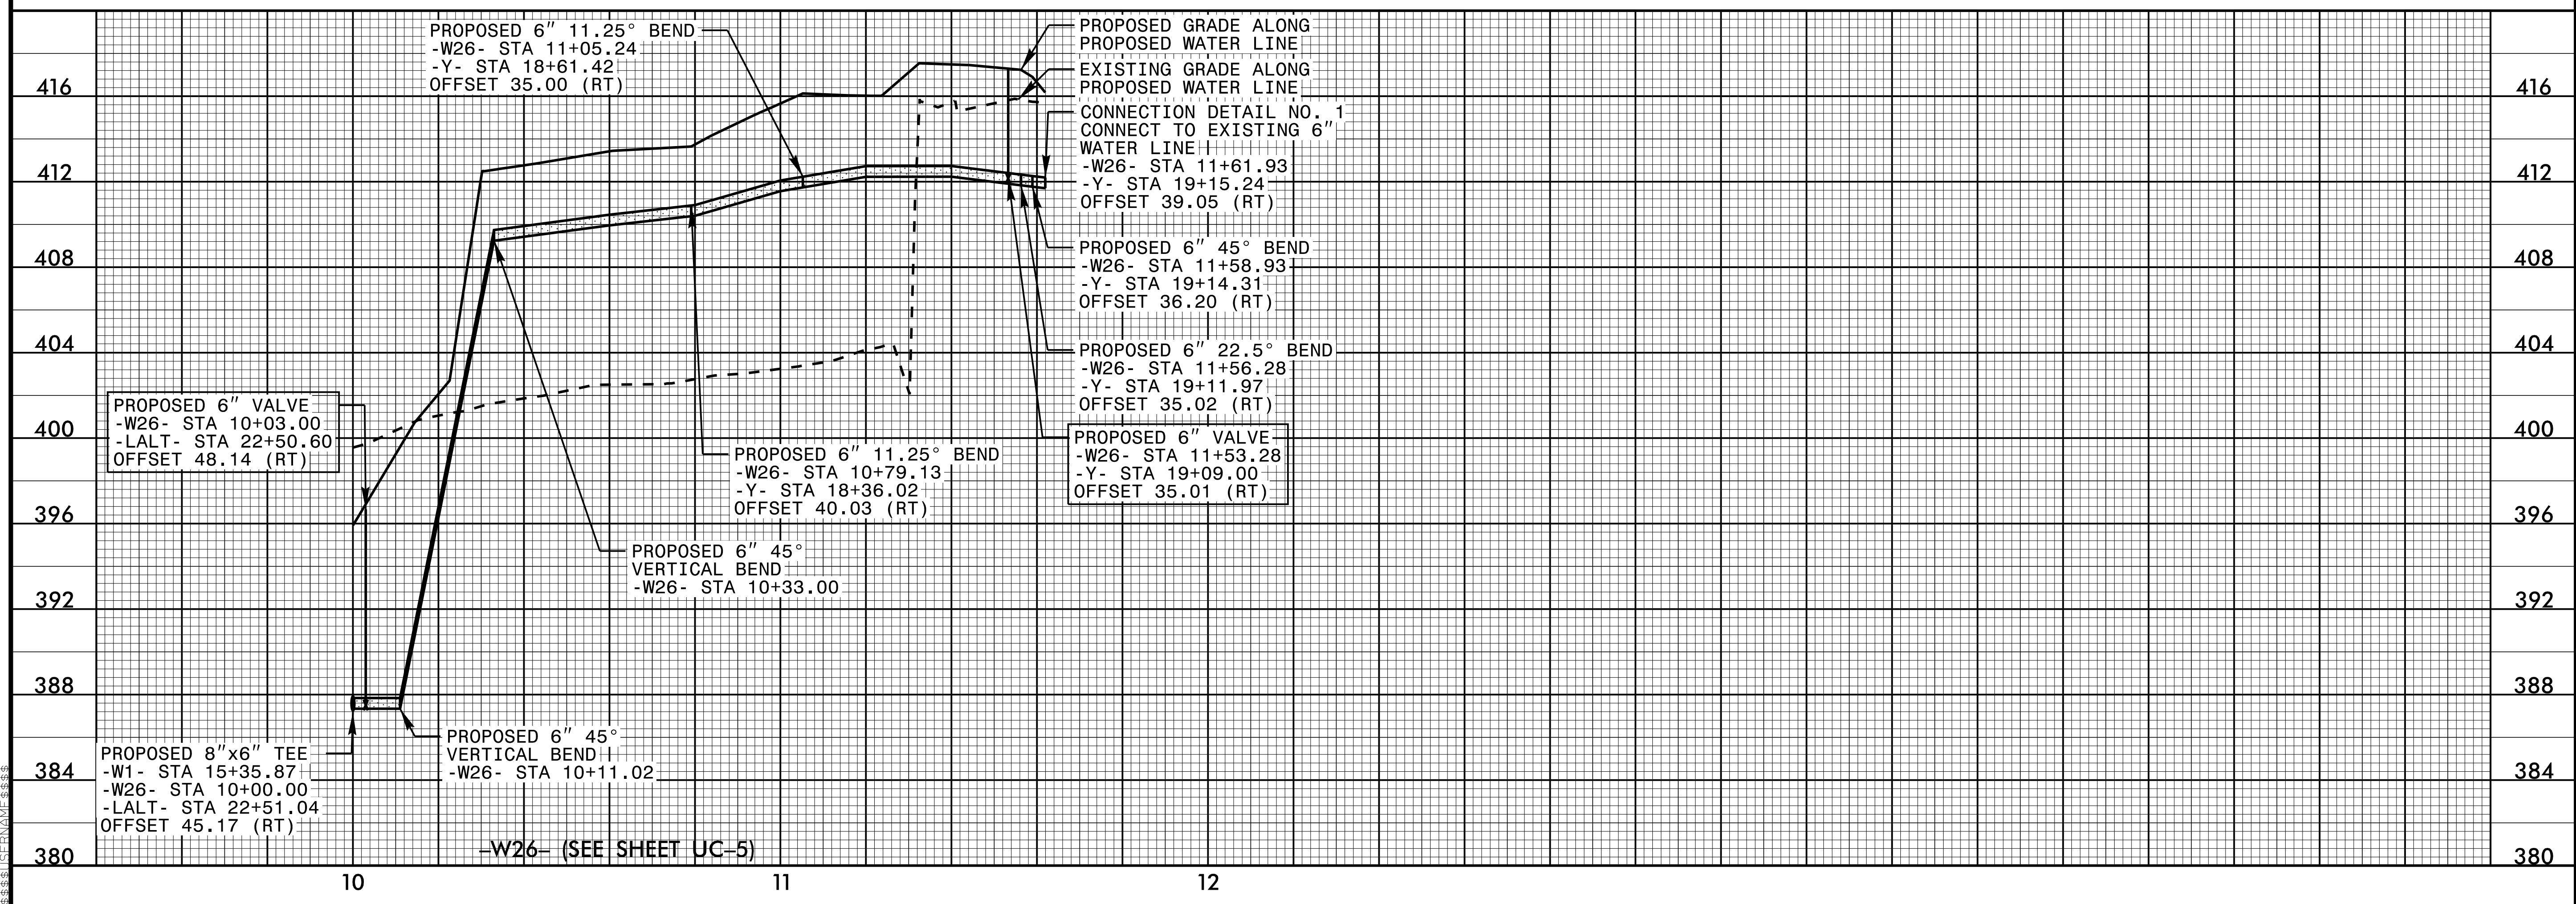 PROPOSED 6" 11.25° BEND
-W26- STA 11+05.24
-Y- STA 18+61.42
OFFSET 35.00 (RT)
PROPOSED GRADE ALONG
PROPOSED WATER LINE
EXISTING GRADE ALONG
PROPOSED WATER LINE
CONNECTION DETAIL NO. 1
CONNECT TO EXISTING 6"
WATER LINE
-W26- STA 11+61.93
-Y- STA 19+15.24
OFFSET 39.05 (RT)
PROPOSED 6" 45° BEND
-W26- STA 11+58.93
-Y- STA 19+14.31
OFFSET 36.20 (RT)
PROPOSED 6" 22.5° BEND
-W26- STA 11+56.28
-Y- STA 19+11.97
OFFSET 35.02 (RT)
PROPOSED 6" VALVE
-W26- STA 11+53.28
-Y- STA 19+09.00
OFFSET 35.01 (RT)
PROPOSED 6" VALVE
-W26- STA 10+03.00
-LALT- STA 22+50.60
OFFSET 48.14 (RT)
PROPOSED 6" 11.25° BEND
-W26- STA 10+79.13
-Y- STA 18+36.02
OFFSET 40.03 (RT)
PROPOSED 6" 45°
VERTICAL BEND
-W26- STA 10+33.00
PROPOSED 6" 45°
VERTICAL BEND
-W26- STA 10+11.02
PROPOSED 8"x6" TEE
-W1- STA 15+35.87
-W26- STA 10+00.00
-LALT- STA 22+51.04
OFFSET 45.17 (RT)
416
412
408
404
400
396
392
388
384
380
416
412
408
404
400
396
392
388
384
380
–W26– (SEE SHEET UC–5)
10
11
12